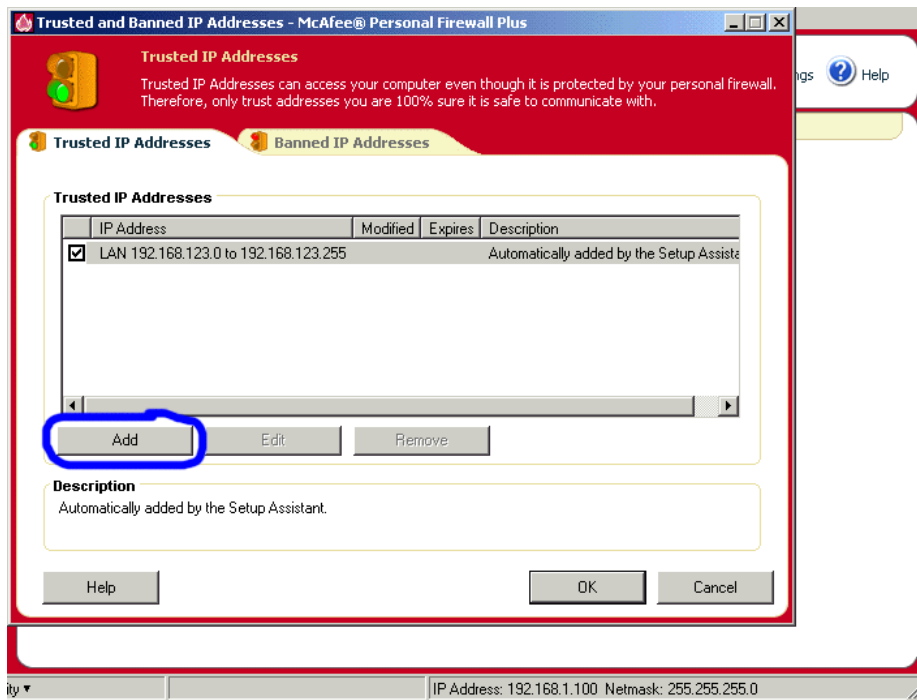 Trusted and Banned IP Addresses - McAfee® Personal Firewall Plus
Trusted IP Addresses
Trusted IP Addresses can access your computer even though it is protected by your personal firewall.
Therefore, only trust addresses you are 100% sure it is safe to communicate with.
ngs Help
Trusted IP Addresses Banned IP Addresses
Trusted IP Addresses
IP Address Modified Expires Description
LAN 192.168.123.0 to 192.168.123.255 Automatically added by the Setup Assista
Add Edit Remove
Description
Automatically added by the Setup Assistant.
Help OK Cancel
ity IP Address: 192.168.1.100 Netmask: 255.255.255.0